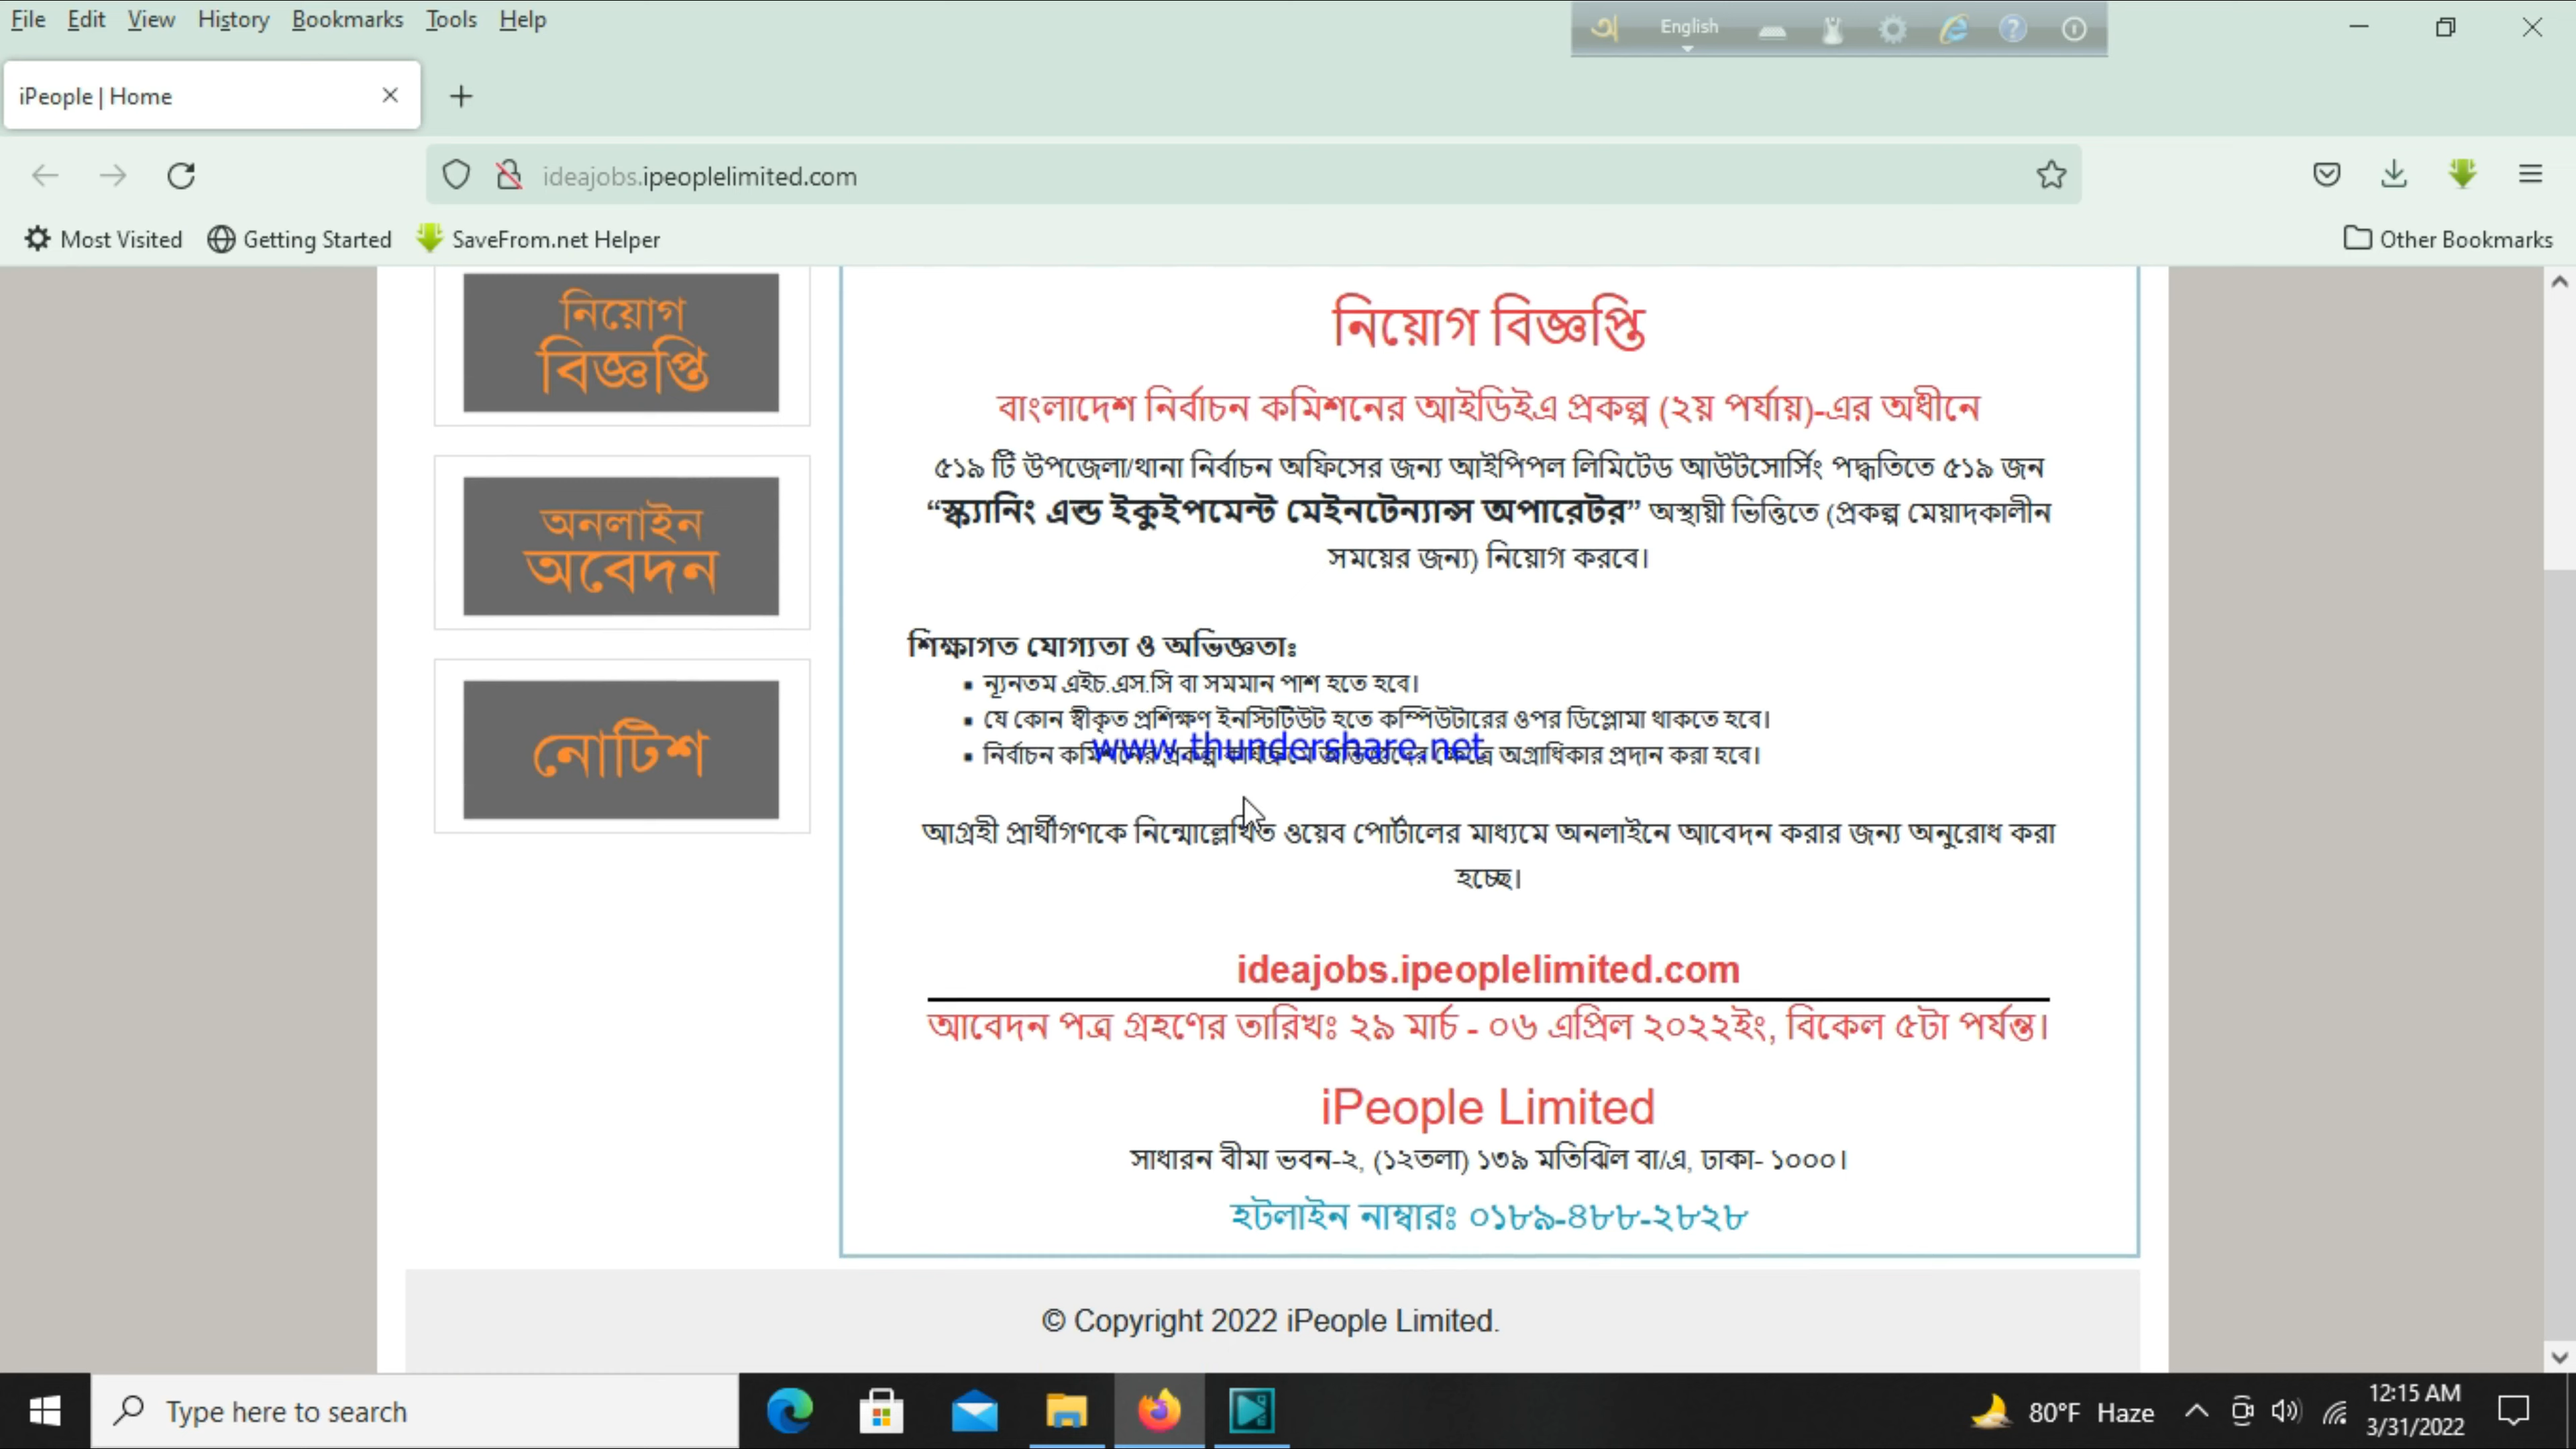 File Edit View History Bookmarks Tools Help
অ English
iPeople | Home
ideajobs.ipeoplelimited.com
Most Visited Getting Started SaveFrom.net Helper Other Bookmarks
নিয়োগ
বিজ্ঞপ্তি
অনলাইন
অবেদন
নোটিশ
নিয়োগ বিজ্ঞপ্তি
বাংলাদেশ নির্বাচন কমিশনের আইডিইএ প্রকল্প (২য় পর্যায়)-এর অধীনে
৫১৯ টি উপজেলা/থানা নির্বাচন অফিসের জন্য আইপিপল লিমিটেড আউটসোর্সিং পদ্ধতিতে ৫১৯ জন
“স্ক্যানিং এন্ড ইকুইপমেন্ট মেইনটেন্যান্স অপারেটর” অস্থায়ী ভিত্তিতে (প্রকল্প মেয়াদকালীন
সময়ের জন্য) নিয়োগ করবে।
শিক্ষাগত যোগ্যতা ও অভিজ্ঞতাঃ
▪ ন্যূনতম এইচ.এস.সি বা সমমান পাশ হতে হবে।
▪ যে কোন স্বীকৃত প্রশিক্ষণ ইনস্টিটিউট হতে কম্পিউটারের ওপর ডিপ্লোমা থাকতে হবে।
www.thundershare.net
▪ নির্বাচন কমিশনের প্রকল্প কার্যক্রমে অভিজ্ঞদের ক্ষেত্রে অগ্রাধিকার প্রদান করা হবে।
আগ্রহী প্রার্থীগণকে নিন্মোল্লেখিত ওয়েব পোর্টালের মাধ্যমে অনলাইনে আবেদন করার জন্য অনুরোধ করা
হচ্ছে।
ideajobs.ipeoplelimited.com
আবেদন পত্র গ্রহণের তারিখঃ ২৯ মার্চ - ০৬ এপ্রিল ২০২২ইং, বিকেল ৫টা পর্যন্ত।
iPeople Limited
সাধারন বীমা ভবন-২, (১২তলা) ১৩৯ মতিঝিল বা/এ, ঢাকা- ১০০০।
হটলাইন নাম্বারঃ ০১৮৯-৪৮৮-২৮২৮
© Copyright 2022 iPeople Limited.
Type here to search
80°F Haze
12:15 AM
3/31/2022